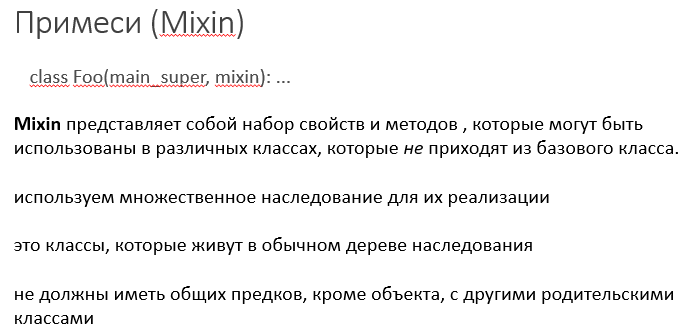 Примеси (Mixin)
class Foo(main_super, mixin): ...
Mixin представляет собой набор свойств и методов , которые могут быть
использованы в различных классах, которые не приходят из базового класса.
используем множественное наследование для их реализации
это классы, которые живут в обычном дереве наследования
не должны иметь общих предков, кроме объекта, с другими родительскими
классами